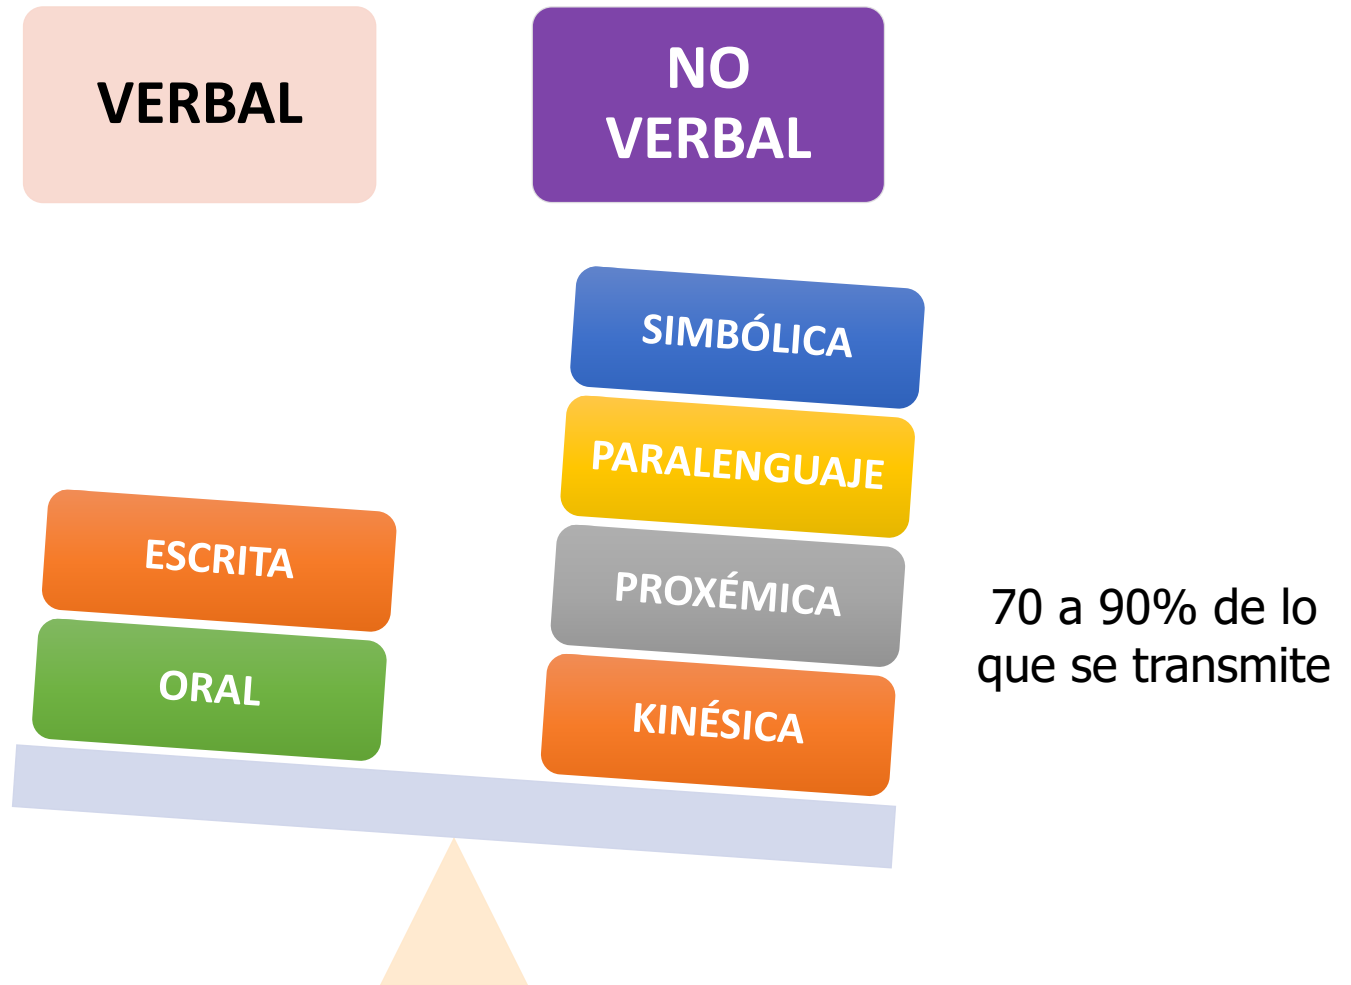 VERBAL
NO
VERBAL
ESCRITA
ORAL
SIMBÓLICA
PARALENGUAJE
PROXÉMICA
KINÉSICA
70 a 90% de lo
que se transmite